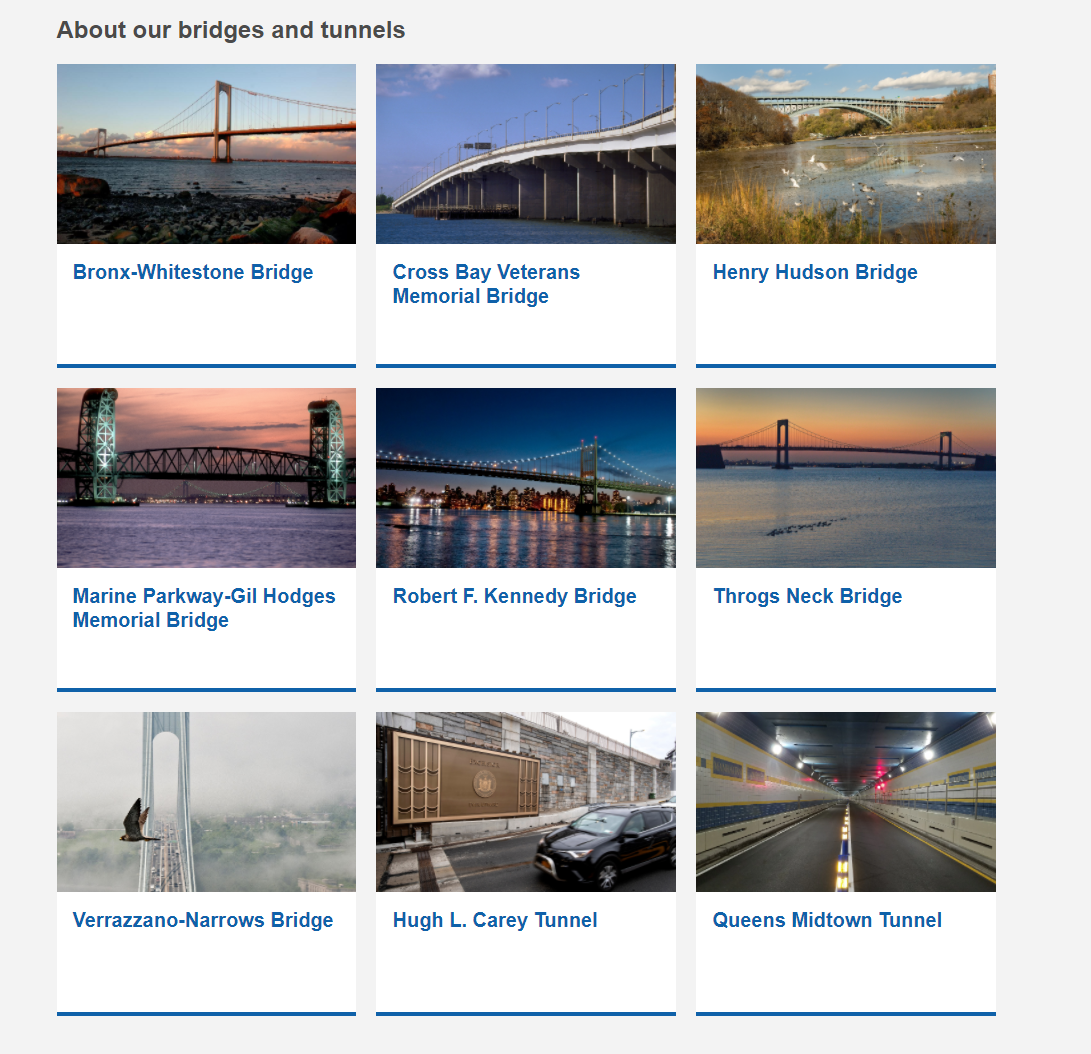 About our bridges and tunnels
Bronx-Whitestone Bridge
Cross Bay Veterans
Memorial Bridge
Henry Hudson Bridge
Marine Parkway-Gil Hodges
Memorial Bridge
Robert F. Kennedy Bridge
Throgs Neck Bridge
Verrazzano-Narrows Bridge
Hugh L. Carey Tunnel
Queens Midtown Tunnel